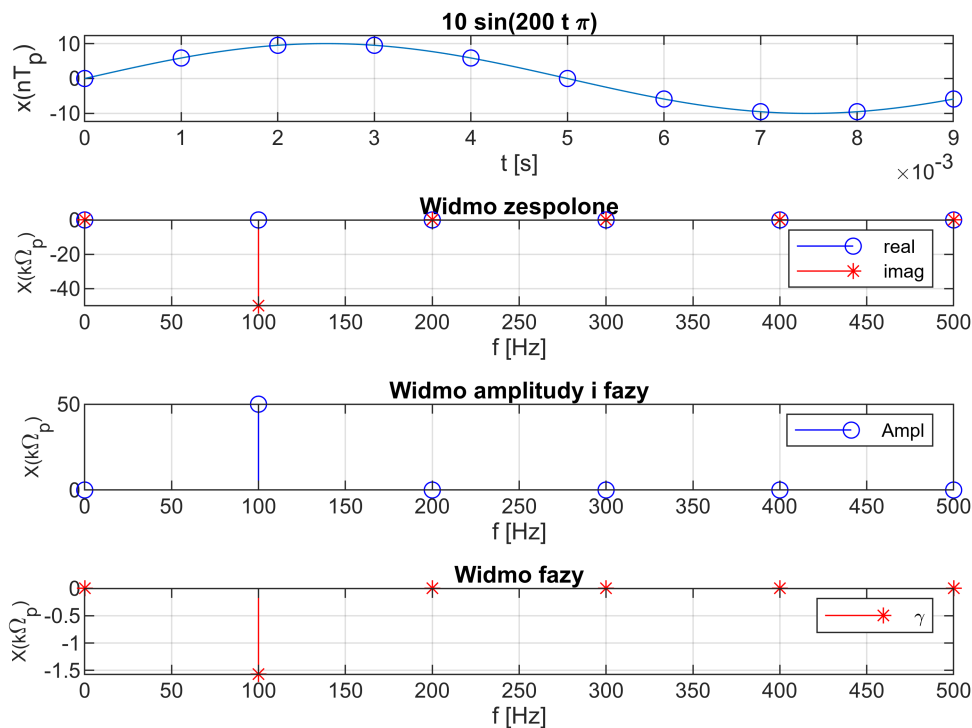 10 sin(200 t π)
x(nT_p)
10
0
-10
0 1 2 3 4 5 6 7 8 9
t [s]
×10^-3
Widmo zespolone
X(kΩ_p)
0
-20
-40
real
imag
0 50 100 150 200 250 300 350 400 450 500
f [Hz]
Widmo amplitudy i fazy
X(kΩ_p)
50
0
Ampl
0 50 100 150 200 250 300 350 400 450 500
f [Hz]
Widmo fazy
X(kΩ_p)
0
-0.5
-1
-1.5
γ
0 50 100 150 200 250 300 350 400 450 500
f [Hz]